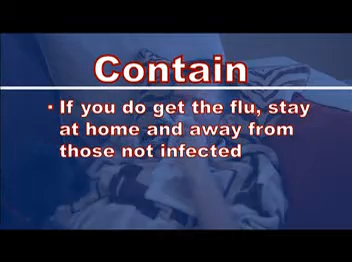 Contain
• If you do get the flu, stay
at home and away from
those not infected